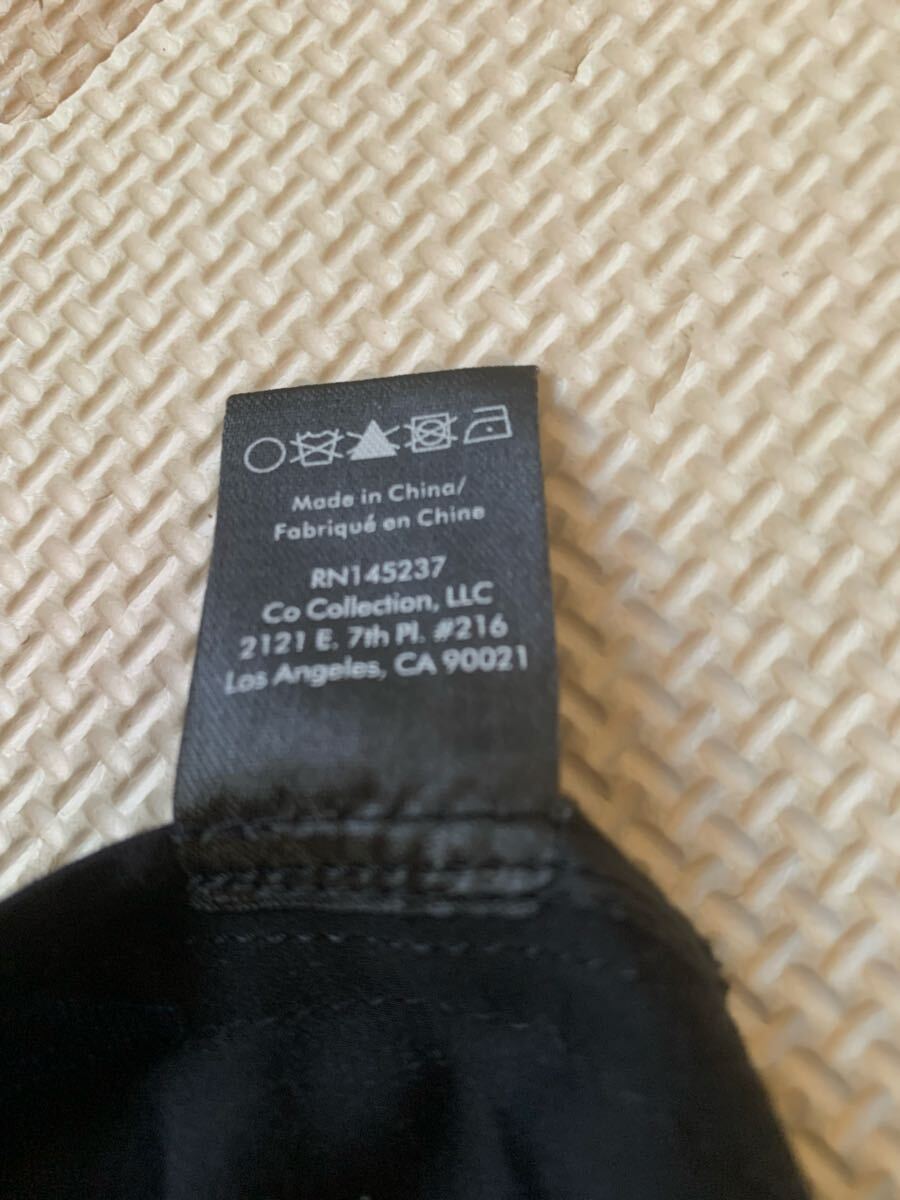 Made in China/
Fabriqué en Chine
RN145237
Co Collection, LLC
2121 E. 7th Pl. #216
Los Angeles, CA 90021